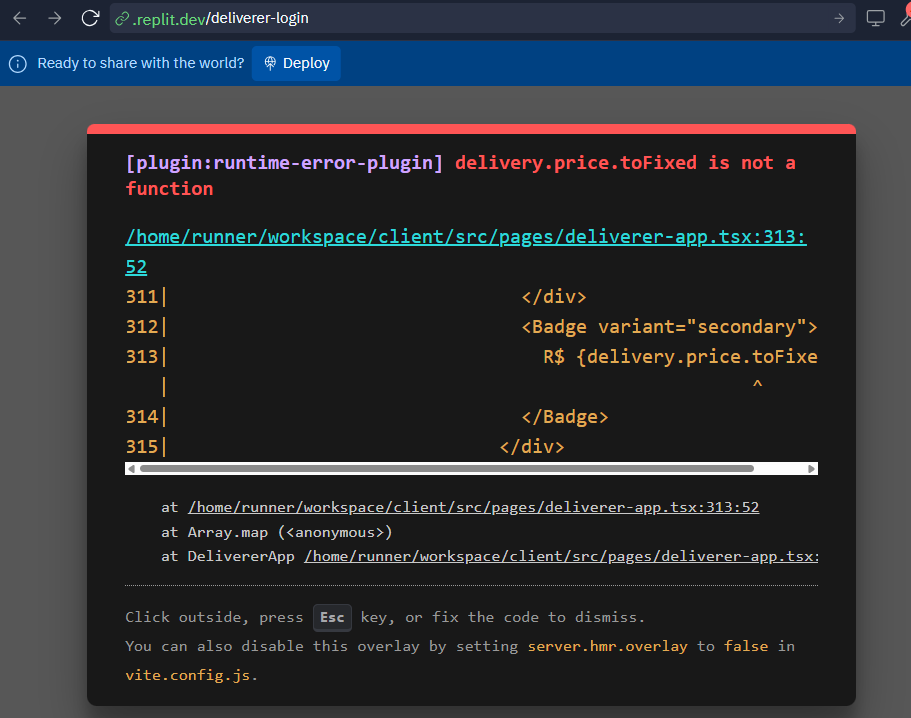 .replit.dev/deliverer-login
Ready to share with the world? Deploy
[plugin:runtime-error-plugin] delivery.price.toFixed is not a
function
/home/runner/workspace/client/src/pages/deliverer-app.tsx:313:
52
311| </div>
312| <Badge variant="secondary">
313| R$ {delivery.price.toFixe
| ^
314| </Badge>
315| </div>
at /home/runner/workspace/client/src/pages/deliverer-app.tsx:313:52
at Array.map (<anonymous>)
at DelivererApp /home/runner/workspace/client/src/pages/deliverer-app.tsx:
Click outside, press Esc key, or fix the code to dismiss.
You can also disable this overlay by setting server.hmr.overlay to false in
vite.config.js.